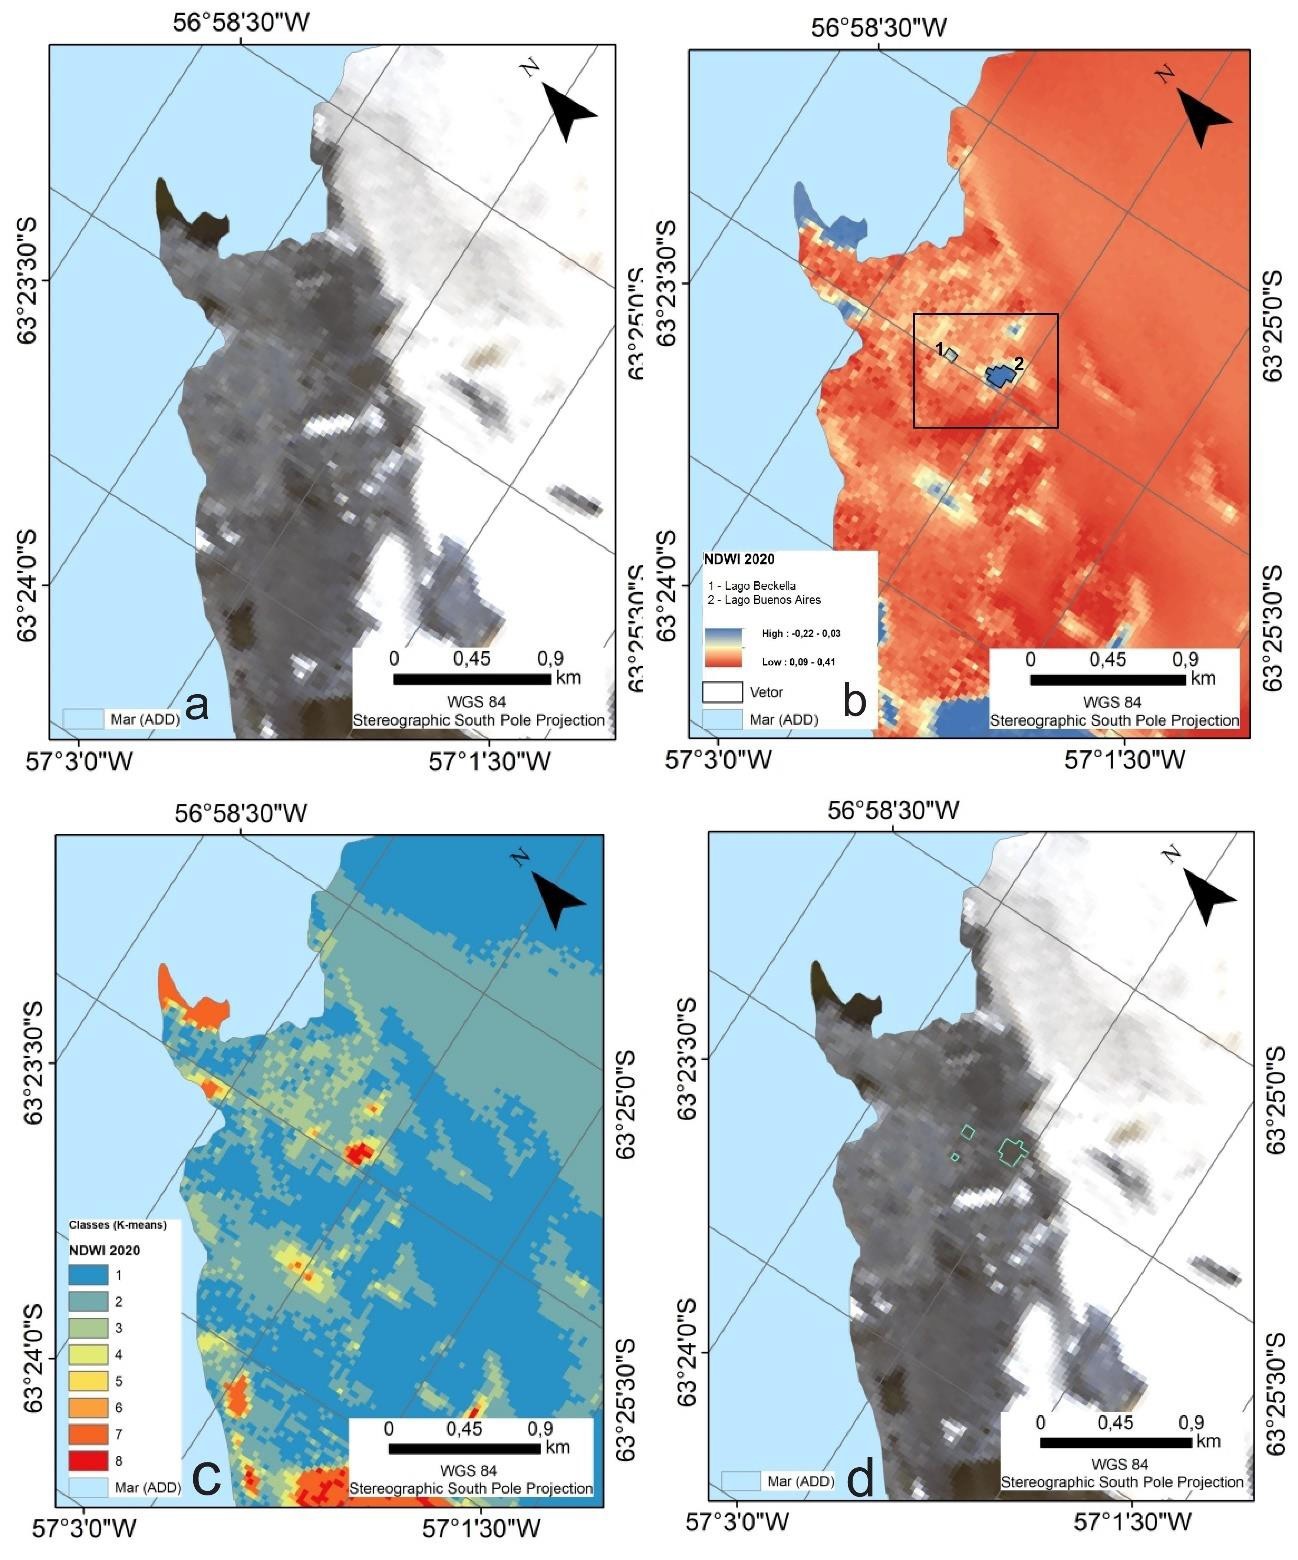 56°58'30"W
N
63°23'30"S
63°25'0"S
63°24'0"S
63°25'30"S
0 0,45 0,9
km
WGS 84
Stereographic South Pole Projection
Mar (ADD)
a
57°3'0"W
57°1'30"W
56°58'30"W
N
63°23'30"S
63°25'0"S
1
2
63°24'0"S
63°25'30"S
NDWI 2020
1 - Lago Beckella
2 - Lago Buenos Aires
High : -0,22 - 0,03
Low : 0,09 - 0,41
Vetor
Mar (ADD)
b
0 0,45 0,9
km
WGS 84
Stereographic South Pole Projection
57°3'0"W
57°1'30"W
56°58'30"W
N
63°23'30"S
63°25'0"S
63°24'0"S
63°25'30"S
Classes (K-means)
NDWI 2020
1
2
3
4
5
6
7
8
Mar (ADD)
c
0 0,45 0,9
km
WGS 84
Stereographic South Pole Projection
57°3'0"W
57°1'30"W
56°58'30"W
N
63°23'30"S
63°25'0"S
63°24'0"S
63°25'30"S
0 0,45 0,9
km
WGS 84
Stereographic South Pole Projection
Mar (ADD)
d
57°3'0"W
57°1'30"W